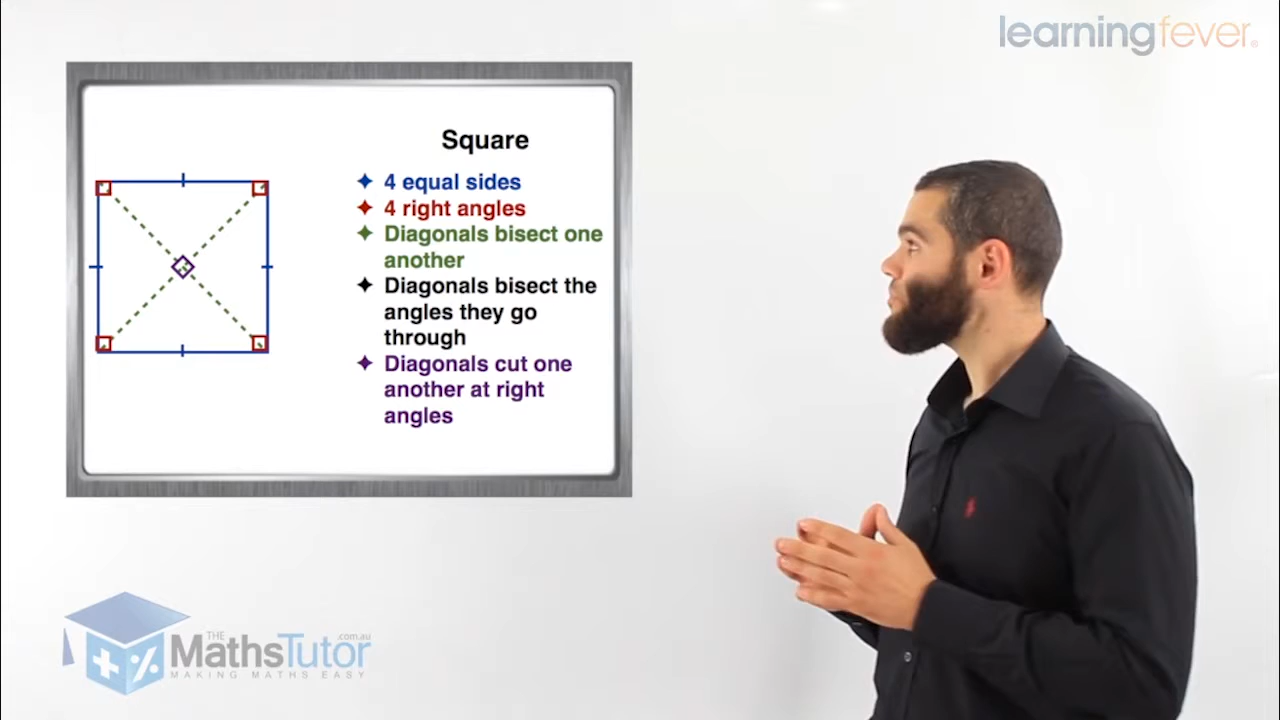 learningfever®
Square
4 equal sides
4 right angles
Diagonals bisect one
another
Diagonals bisect the
angles they go
through
Diagonals cut one
another at right
angles
THE
MathsTutor
.com.au
MAKING MATHS EASY